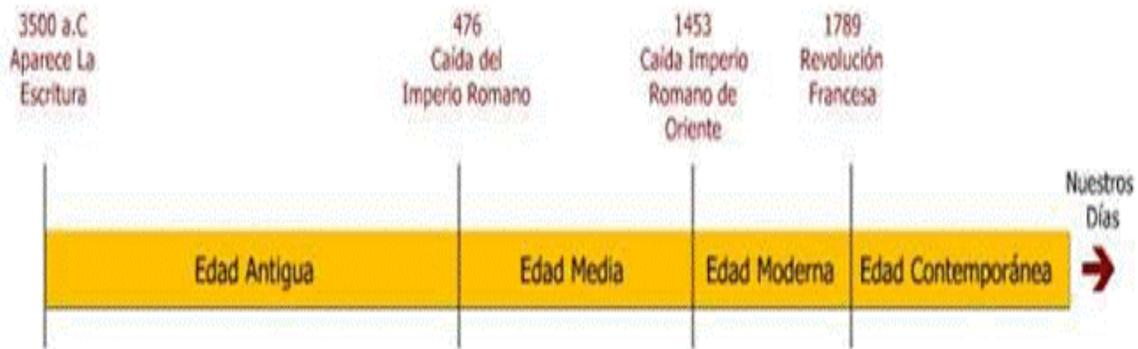 3500 a.C
Aparece La
Escritura
476
Caída del
Imperio Romano
1453
Caída Imperio
Romano de
Oriente
1789
Revolución
Francesa
Nuestros
Días
Edad Antigua
Edad Media
Edad Moderna
Edad Contemporánea